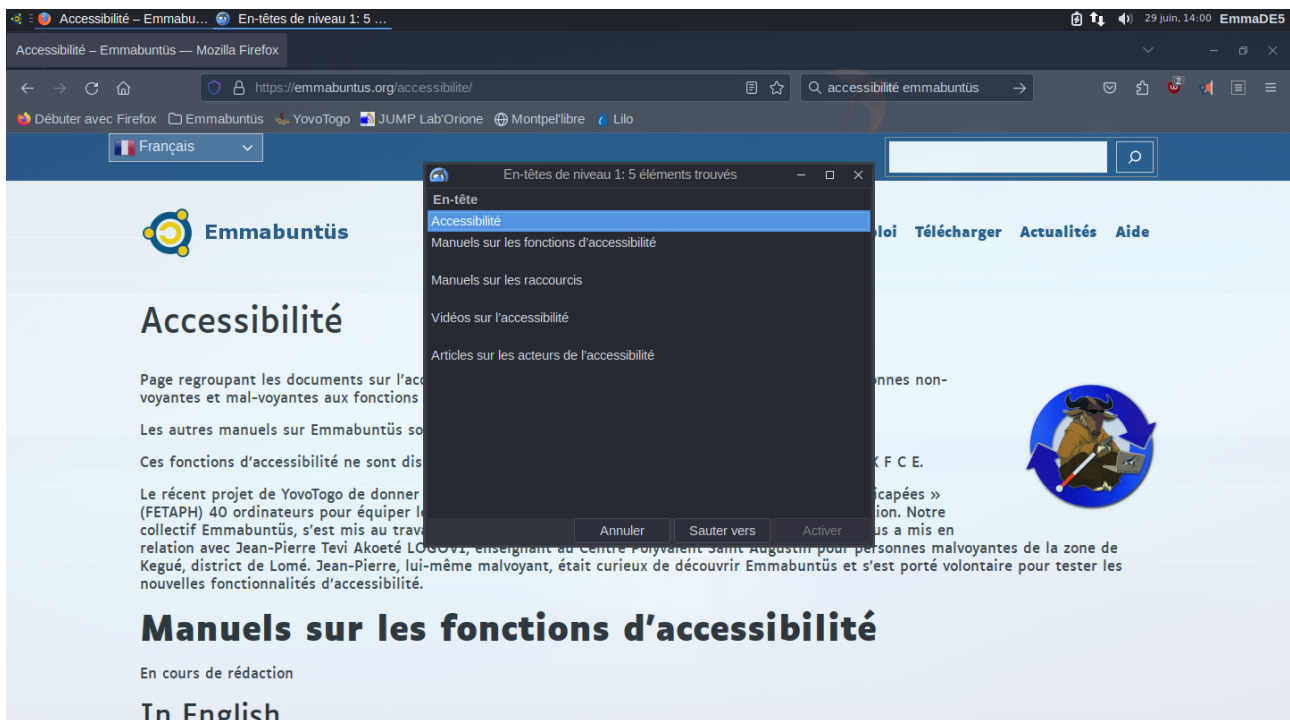 Accessibilité – Emmabu… En-têtes de niveau 1: 5 … 29 juin, 14:00 EmmaDE5
Accessibilité – Emmabuntüs — Mozilla Firefox
https://emmabuntus.org/accessibilite/ accessibilité emmabuntüs 2
Débuter avec Firefox Emmabuntüs YovoTogo JUMP Lab'Orione Montpel'libre Lilo
Français
En-têtes de niveau 1: 5 éléments trouvés
En-tête
Accessibilité
Manuels sur les fonctions d'accessibilité
Manuels sur les raccourcis
Vidéos sur l'accessibilité
Articles sur les acteurs de l'accessibilité
Annuler Sauter vers Activer
Emmabuntüs loi Télécharger Actualités Aide
Accessibilité
Page regroupant les documents sur l'acc onnes non-
voyantes et mal-voyantes aux fonctions
Les autres manuels sur Emmabuntüs so
Ces fonctions d'accessibilité ne sont dis X F C E.
Le récent projet de YovoTogo de donner icapées »
(FETAPH) 40 ordinateurs pour équiper le ion. Notre
collectif Emmabuntüs, s'est mis au trava us a mis en
relation avec Jean-Pierre Tevi Akoeté LOGOVI, enseignant au Centre Polyvalent Saint Augustin pour personnes malvoyantes de la zone de
Kegué, district de Lomé. Jean-Pierre, lui-même malvoyant, était curieux de découvrir Emmabuntüs et s'est porté volontaire pour tester les
nouvelles fonctionnalités d'accessibilité.
Manuels sur les fonctions d'accessibilité
En cours de rédaction
In English